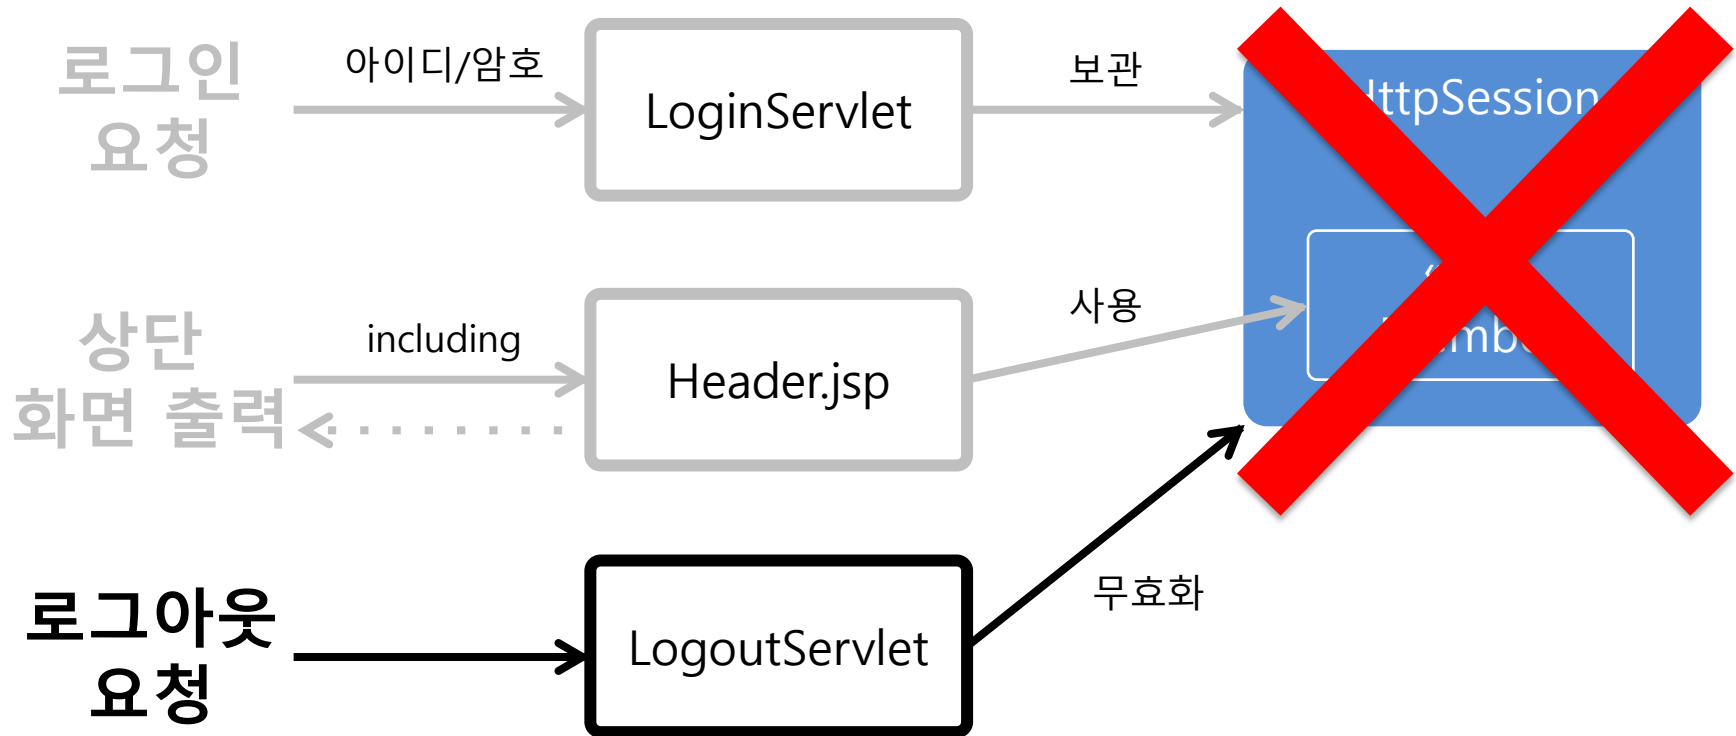 로그인
요청
아이디/암호
LoginServlet
보관
HttpSession
상단
화면 출력
including
Header.jsp
사용
로그아웃
요청
LogoutServlet
무효화